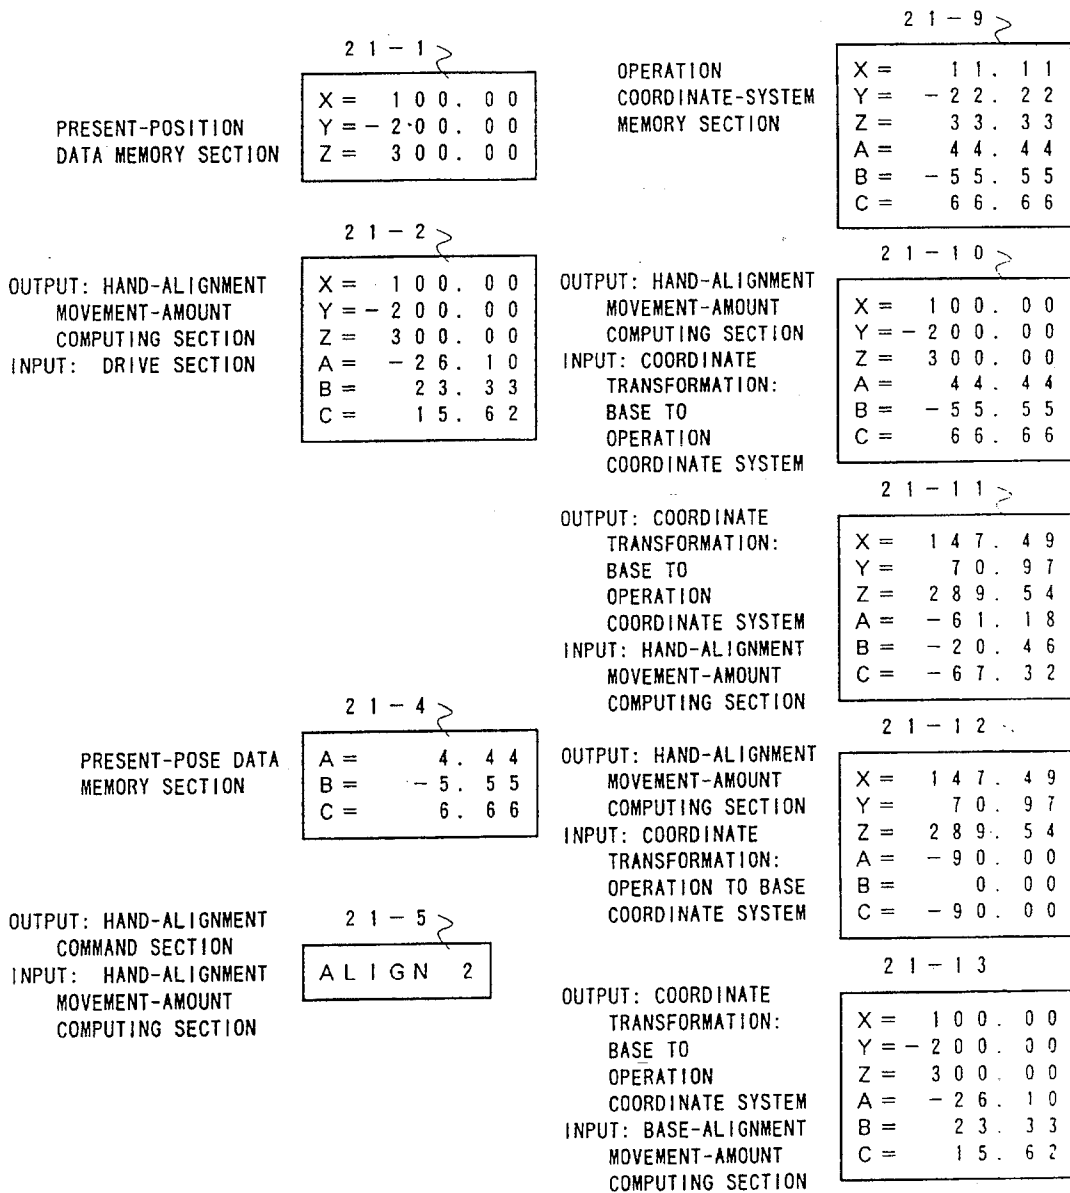 21-1
PRESENT-POSITION
DATA MEMORY SECTION
X = 100.00
Y = -200.00
Z = 300.00
21-2
OUTPUT: HAND-ALIGNMENT
MOVEMENT-AMOUNT
COMPUTING SECTION
INPUT: DRIVE SECTION
X = 100.00
Y = -200.00
Z = 300.00
A = -26.10
B = 23.33
C = 15.62
21-4
PRESENT-POSE DATA
MEMORY SECTION
A = 4.44
B = -5.55
C = 6.66
21-5
OUTPUT: HAND-ALIGNMENT
COMMAND SECTION
INPUT: HAND-ALIGNMENT
MOVEMENT-AMOUNT
COMPUTING SECTION
ALIGN 2
21-9
OPERATION
COORDINATE-SYSTEM
MEMORY SECTION
X = 11.11
Y = -22.22
Z = 33.33
A = 44.44
B = -55.55
C = 66.66
21-10
OUTPUT: HAND-ALIGNMENT
MOVEMENT-AMOUNT
COMPUTING SECTION
INPUT: COORDINATE
TRANSFORMATION:
BASE TO
OPERATION
COORDINATE SYSTEM
X = 100.00
Y = -200.00
Z = 300.00
A = 44.44
B = -55.55
C = 66.66
21-11
OUTPUT: COORDINATE
TRANSFORMATION:
BASE TO
OPERATION
COORDINATE SYSTEM
INPUT: HAND-ALIGNMENT
MOVEMENT-AMOUNT
COMPUTING SECTION
X = 147.49
Y = 70.97
Z = 289.54
A = -61.18
B = -20.46
C = -67.32
21-12
OUTPUT: HAND-ALIGNMENT
MOVEMENT-AMOUNT
COMPUTING SECTION
INPUT: COORDINATE
TRANSFORMATION:
OPERATION TO BASE
COORDINATE SYSTEM
X = 147.49
Y = 70.97
Z = 289.54
A = -90.00
B = 0.00
C = -90.00
21-13
OUTPUT: COORDINATE
TRANSFORMATION:
BASE TO
OPERATION
COORDINATE SYSTEM
INPUT: BASE-ALIGNMENT
MOVEMENT-AMOUNT
COMPUTING SECTION
X = 100.00
Y = -200.00
Z = 300.00
A = -26.10
B = 23.33
C = 15.62